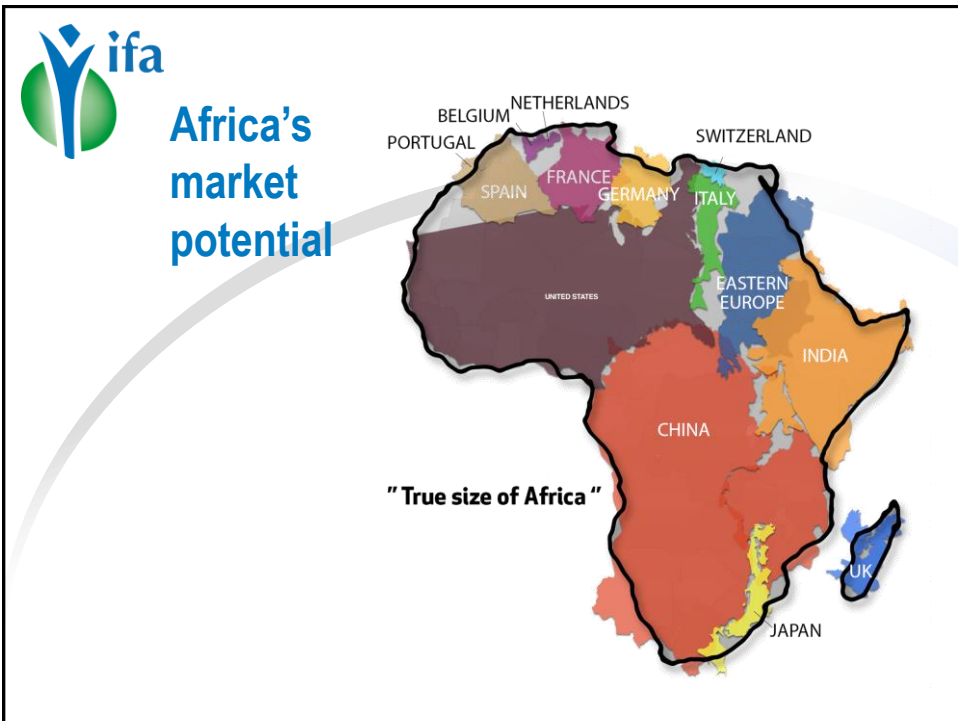 ifa
Africa's
market
potential
NETHERLANDS
BELGIUM
PORTUGAL
SWITZERLAND
SPAIN
FRANCE
GERMANY
ITALY
UNITED STATES
EASTERN
EUROPE
INDIA
CHINA
" True size of Africa “
UK
JAPAN